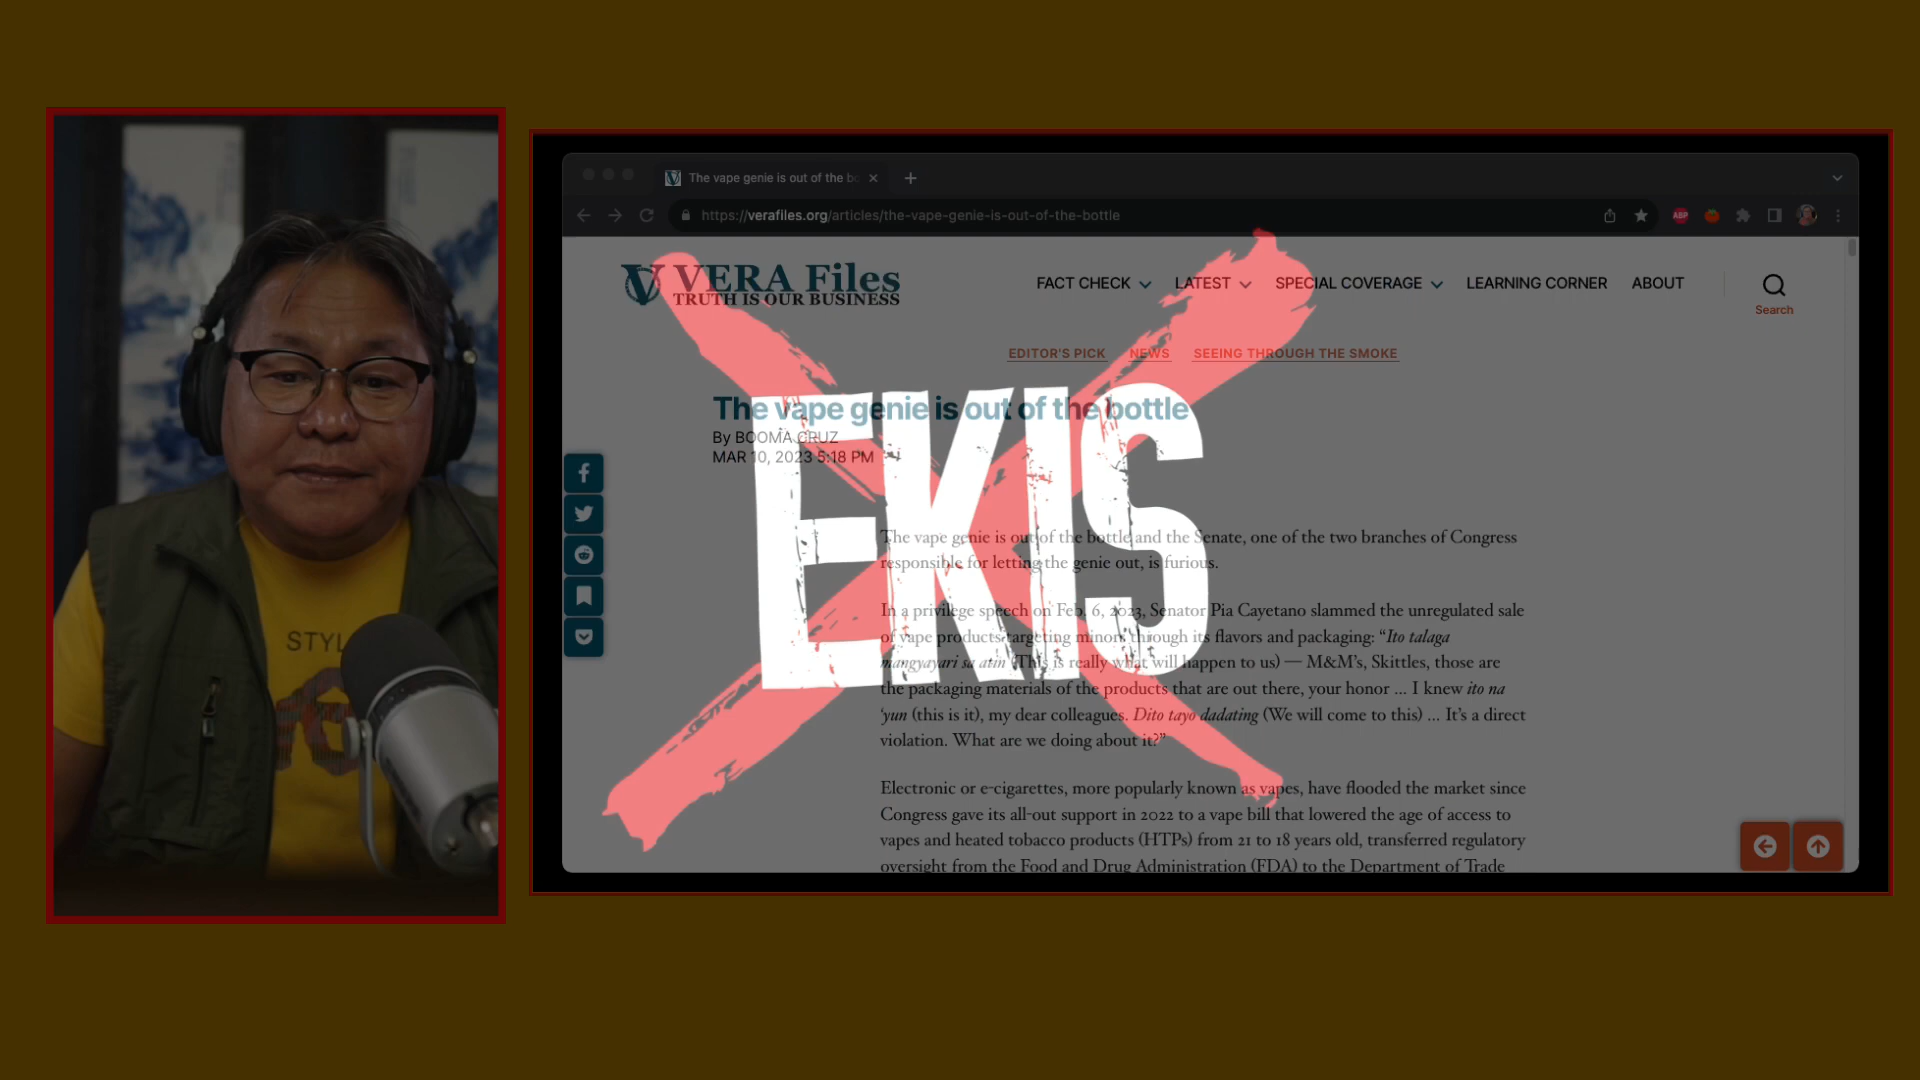 STYL
The vape genie is out of the bo
https://verafiles.org/articles/the-vape-genie-is-out-of-the-bottle
ABP
VERA Files
TRUTH IS OUR BUSINESS
FACT CHECK
LATEST
SPECIAL COVERAGE
LEARNING CORNER
ABOUT
Search
EDITOR'S PICK
NEWS
SEEING THROUGH THE SMOKE
The vape genie is out of the bottle
By BOOMA CRUZ
MAR 10, 2023 5:18 PM
EKIS
The vape genie is out of the bottle and the Senate, one of the two branches of Congress
responsible for letting the genie out, is furious.
In a privilege speech on Feb. 6, 2023, Senator Pia Cayetano slammed the unregulated sale
of vape products targeting minors through its flavors and packaging: “Ito talaga
mangyayari sa atin (This is really what will happen to us) — M&M’s, Skittles, those are
the packaging materials of the products that are out there, your honor ... I knew ito na
‘yun (this is it), my dear colleagues. Dito tayo dadating (We will come to this) ... It’s a direct
violation. What are we doing about it?”
Electronic or e-cigarettes, more popularly known as vapes, have flooded the market since
Congress gave its all-out support in 2022 to a vape bill that lowered the age of access to
vapes and heated tobacco products (HTPs) from 21 to 18 years old, transferred regulatory
oversight from the Food and Drug Administration (FDA) to the Department of Trade